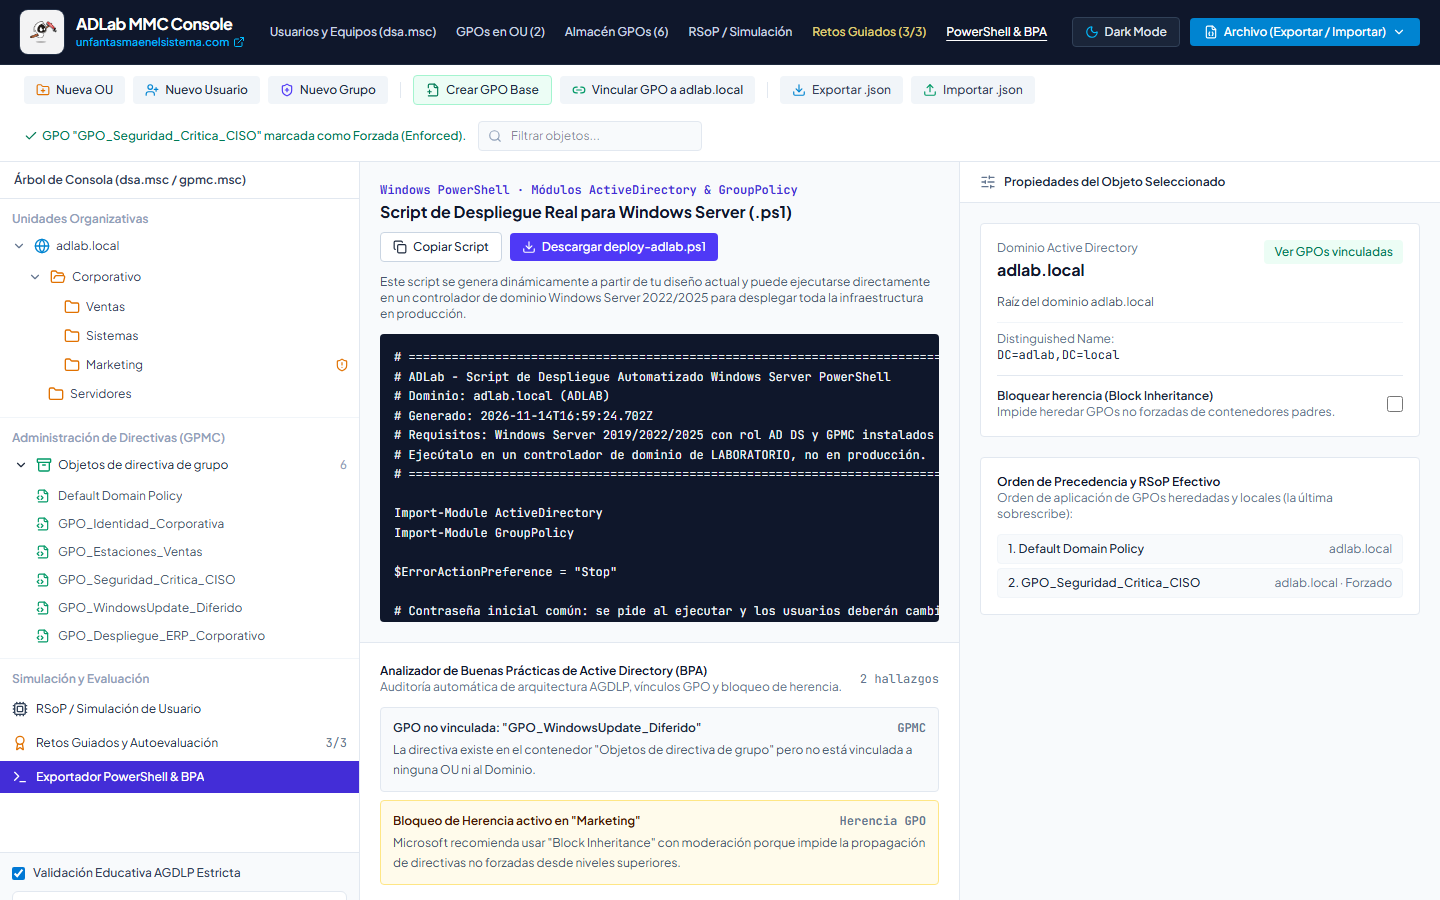 ADLab MMC Console
unfantasmaenelsistema.com
Usuarios y Equipos (dsa.msc)
GPOs en OU (2)
Almacén GPOs (6)
RSoP / Simulación
Retos Guiados (3/3)
PowerShell & BPA
Dark Mode
Archivo (Exportar / Importar)
Nueva OU
Nuevo Usuario
Nuevo Grupo
Crear GPO Base
Vincular GPO a adlab.local
Exportar .json
Importar .json
GPO "GPO_Seguridad_Critica_CISO" marcada como Forzada (Enforced).
Filtrar objetos...
Árbol de Consola (dsa.msc / gpmc.msc)
Unidades Organizativas
adlab.local
Corporativo
Ventas
Sistemas
Marketing
Servidores
Administración de Directivas (GPMC)
Objetos de directiva de grupo 6
Default Domain Policy
GPO_Identidad_Corporativa
GPO_Estaciones_Ventas
GPO_Seguridad_Critica_CISO
GPO_WindowsUpdate_Diferido
GPO_Despliegue_ERP_Corporativo
Simulación y Evaluación
RSoP / Simulación de Usuario
Retos Guiados y Autoevaluación 3/3
Exportador PowerShell & BPA
Validación Educativa AGDLP Estricta
Windows PowerShell · Módulos ActiveDirectory & GroupPolicy
Script de Despliegue Real para Windows Server (.ps1)
Copiar Script
Descargar deploy-adlab.ps1
Este script se genera dinámicamente a partir de tu diseño actual y puede ejecutarse directamente
en un controlador de dominio Windows Server 2022/2025 para desplegar toda la infraestructura
en producción.
# ==========================================================================
# ADLab - Script de Despliegue Automatizado Windows Server PowerShell
# Dominio: adlab.local (ADLAB)
# Generado: 2026-11-14T16:59:24.702Z
# Requisitos: Windows Server 2019/2022/2025 con rol AD DS y GPMC instalados
# Ejecútalo en un controlador de dominio de LABORATORIO, no en producción.
# ==========================================================================
Import-Module ActiveDirectory
Import-Module GroupPolicy
$ErrorActionPreference = "Stop"
# Contraseña inicial común: se pide al ejecutar y los usuarios deberán cambi
Analizador de Buenas Prácticas de Active Directory (BPA)
Auditoría automática de arquitectura AGDLP, vínculos GPO y bloqueo de herencia.
2 hallazgos
GPO no vinculada: "GPO_WindowsUpdate_Diferido" GPMC
La directiva existe en el contenedor "Objetos de directiva de grupo" pero no está vinculada a
ninguna OU ni al Dominio.
Bloqueo de Herencia activo en "Marketing" Herencia GPO
Microsoft recomienda usar "Block Inheritance" con moderación porque impide la propagación
de directivas no forzadas desde niveles superiores.
Propiedades del Objeto Seleccionado
Dominio Active Directory
adlab.local
Ver GPOs vinculadas
Raíz del dominio adlab.local
Distinguished Name:
DC=adlab,DC=local
Bloquear herencia (Block Inheritance)
Impide heredar GPOs no forzadas de contenedores padres.
Orden de Precedencia y RSoP Efectivo
Orden de aplicación de GPOs heredadas y locales (la última
sobrescribe):
1. Default Domain Policy adlab.local
2. GPO_Seguridad_Critica_CISO adlab.local · Forzado